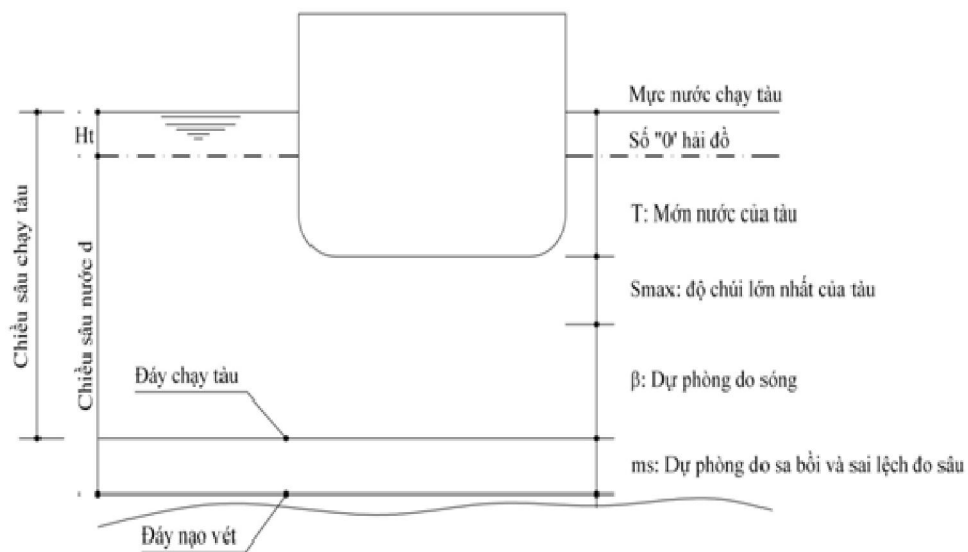 Mực nước chạy tàu
Ht
Số "0' hải đồ
T: Mớn nước của tàu
Chiều sâu chạy tàu
Chiều sâu nước d
Smax: độ chúi lớn nhất của tàu
Đáy chạy tàu
β: Dự phòng do sóng
ms: Dự phòng do sa bồi và sai lệch đo sâu
Đáy nạo vét